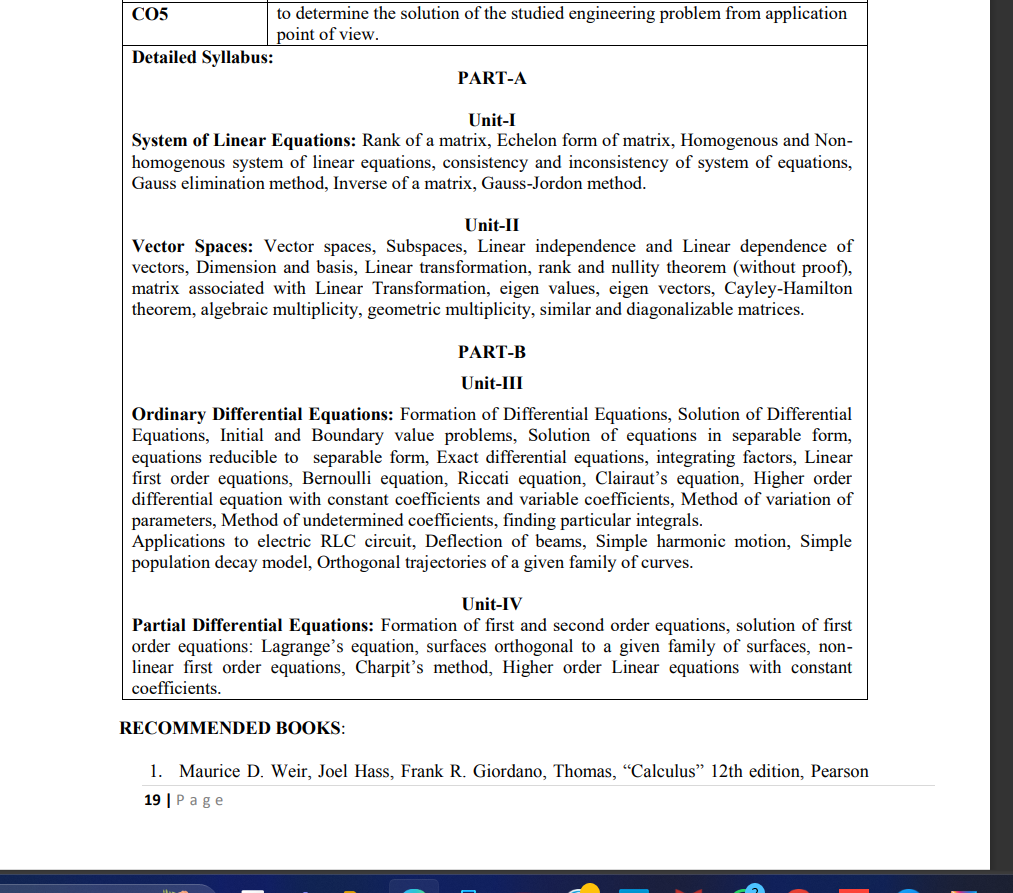 CO5
to determine the solution of the studied engineering problem from application
point of view.
Detailed Syllabus:
PART-A
Unit-I
System of Linear Equations: Rank of a matrix, Echelon form of matrix, Homogenous and Non-
homogenous system of linear equations, consistency and inconsistency of system of equations,
Gauss elimination method, Inverse of a matrix, Gauss-Jordon method.
Unit-II
Vector Spaces: Vector spaces, Subspaces, Linear independence and Linear dependence of
vectors, Dimension and basis, Linear transformation, rank and nullity theorem (without proof),
matrix associated with Linear Transformation, eigen values, eigen vectors, Cayley-Hamilton
theorem, algebraic multiplicity, geometric multiplicity, similar and diagonalizable matrices.
PART-B
Unit-III
Ordinary Differential Equations: Formation of Differential Equations, Solution of Differential
Equations, Initial and Boundary value problems, Solution of equations in separable form,
equations reducible to separable form, Exact differential equations, integrating factors, Linear
first order equations, Bernoulli equation, Riccati equation, Clairaut’s equation, Higher order
differential equation with constant coefficients and variable coefficients, Method of variation of
parameters, Method of undetermined coefficients, finding particular integrals.
Applications to electric RLC circuit, Deflection of beams, Simple harmonic motion, Simple
population decay model, Orthogonal trajectories of a given family of curves.
Unit-IV
Partial Differential Equations: Formation of first and second order equations, solution of first
order equations: Lagrange’s equation, surfaces orthogonal to a given family of surfaces, non-
linear first order equations, Charpit’s method, Higher order Linear equations with constant
coefficients.
RECOMMENDED BOOKS:
1. Maurice D. Weir, Joel Hass, Frank R. Giordano, Thomas, “Calculus” 12th edition, Pearson
19 | P a g e